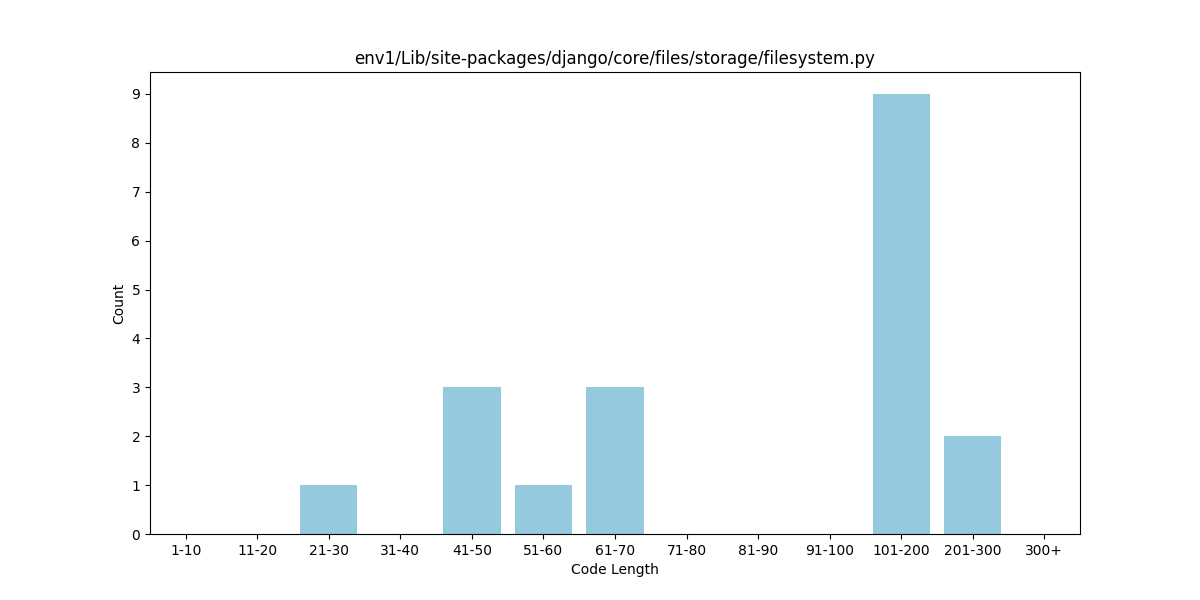 env1/Lib/site-packages/django/core/files/storage/filesystem.py
9
8
7
6
5
4
3
2
1
0
Count
1-10 11-20 21-30 31-40 41-50 51-60 61-70 71-80 81-90 91-100 101-200 201-300 300+
Code Length